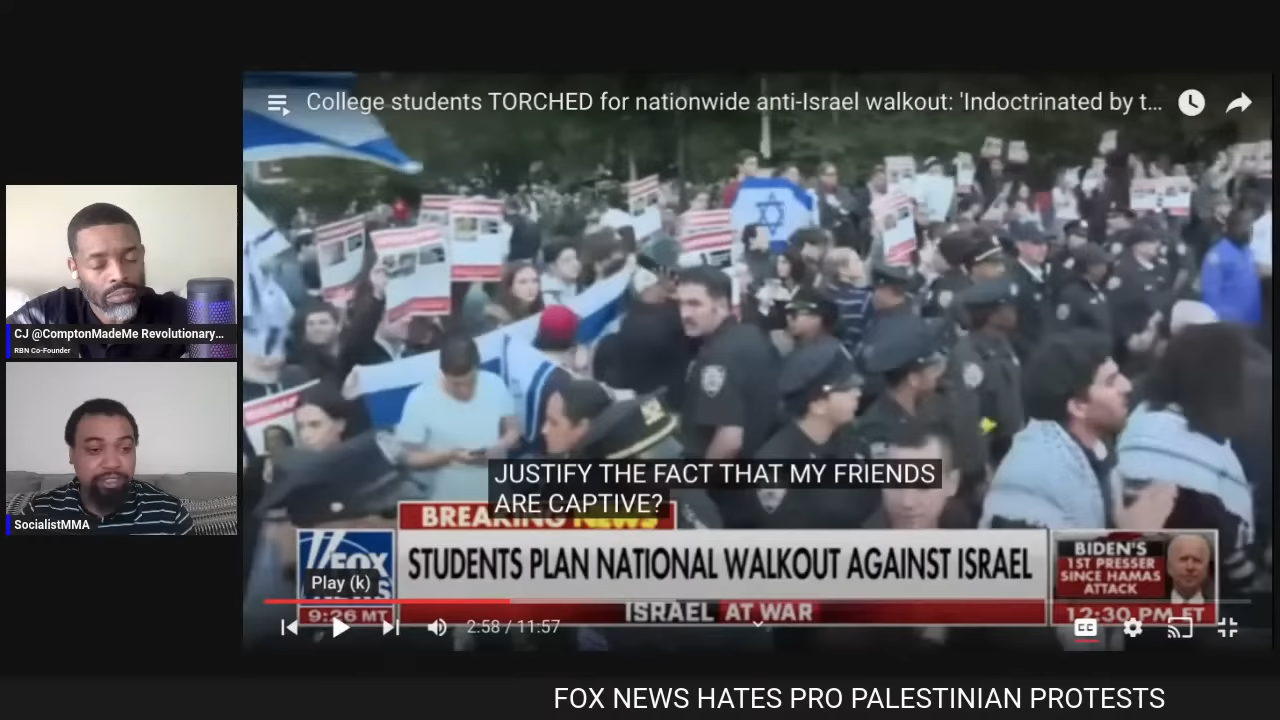 College students TORCHED for nationwide anti-Israel walkout: 'Indoctrinated by t...
CJ @ComptonMadeMe Revolutionary...
RBN Co-Founder
SocialistMMA
JUSTIFY THE FACT THAT MY FRIENDS
ARE CAPTIVE?
BREAKING NEWS
FOX
NEWS
STUDENTS PLAN NATIONAL WALKOUT AGAINST ISRAEL
BIDEN'S
1ST PRESSER
SINCE HAMAS
ATTACK
Play (k)
9:26 MT
ISRAEL AT WAR
12:30 PM ET
2:58 / 11:57
CC
FOX NEWS HATES PRO PALESTINIAN PROTESTS